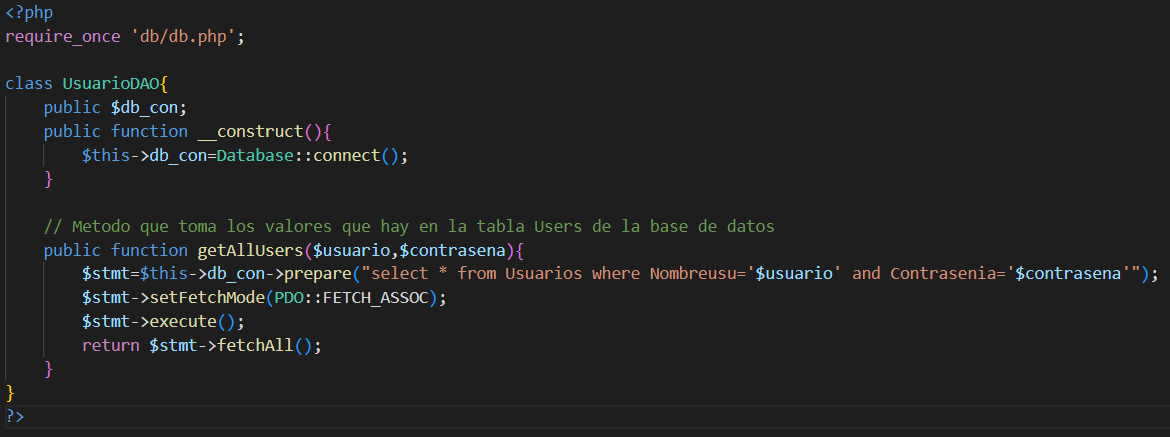 <?php
require_once 'db/db.php';
class UsuarioDAO{
public $db_con;
public function __construct(){
$this->db_con=Database::connect();
}
// Metodo que toma los valores que hay en la tabla Users de la base de datos
public function getAllUsers($usuario,$contrasena){
$stmt=$this->db_con->prepare("select * from Usuarios where Nombreusu='$usuario' and Contrasenia='$contrasena'");
$stmt->setFetchMode(PDO::FETCH_ASSOC);
$stmt->execute();
return $stmt->fetchAll();
}
}
?>